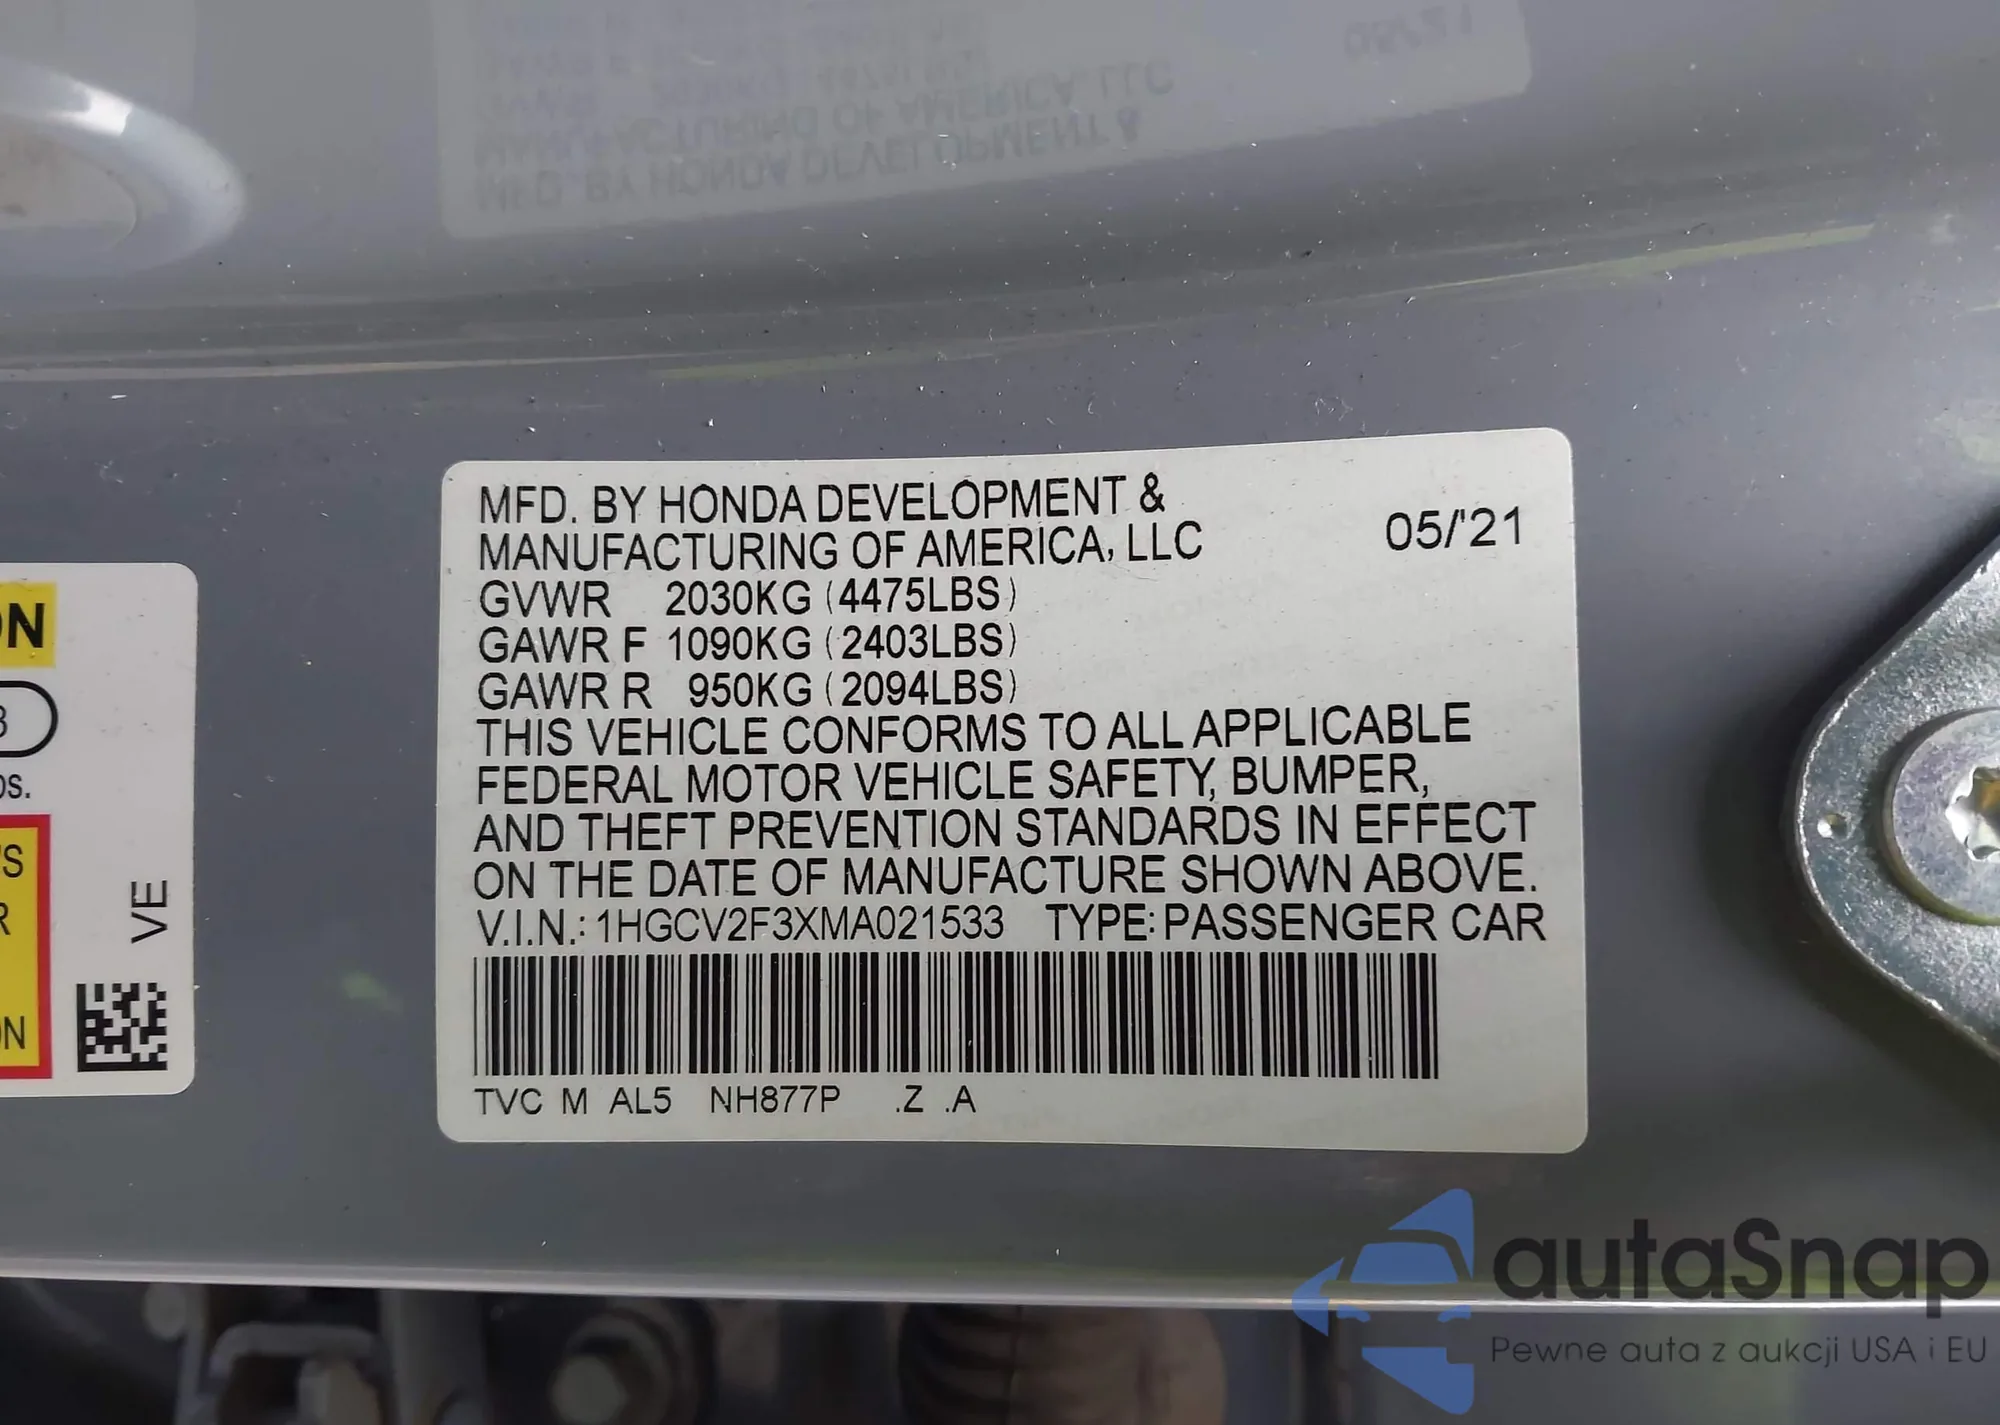 MFD. BY HONDA DEVELOPMENT &
MANUFACTURING OF AMERICA, LLC
05/'21
GVWR 2030KG (4475LBS)
GAWR F 1090KG (2403LBS)
GAWR R 950KG (2094LBS)
THIS VEHICLE CONFORMS TO ALL APPLICABLE
FEDERAL MOTOR VEHICLE SAFETY, BUMPER,
AND THEFT PREVENTION STANDARDS IN EFFECT
ON THE DATE OF MANUFACTURE SHOWN ABOVE.
V.I.N.: 1HGCV2F3XMA021533 TYPE: PASSENGER CAR
TVC M AL5 NH877P .Z .A
VE
autaSnap
Pewne auta z aukcji USA i EU